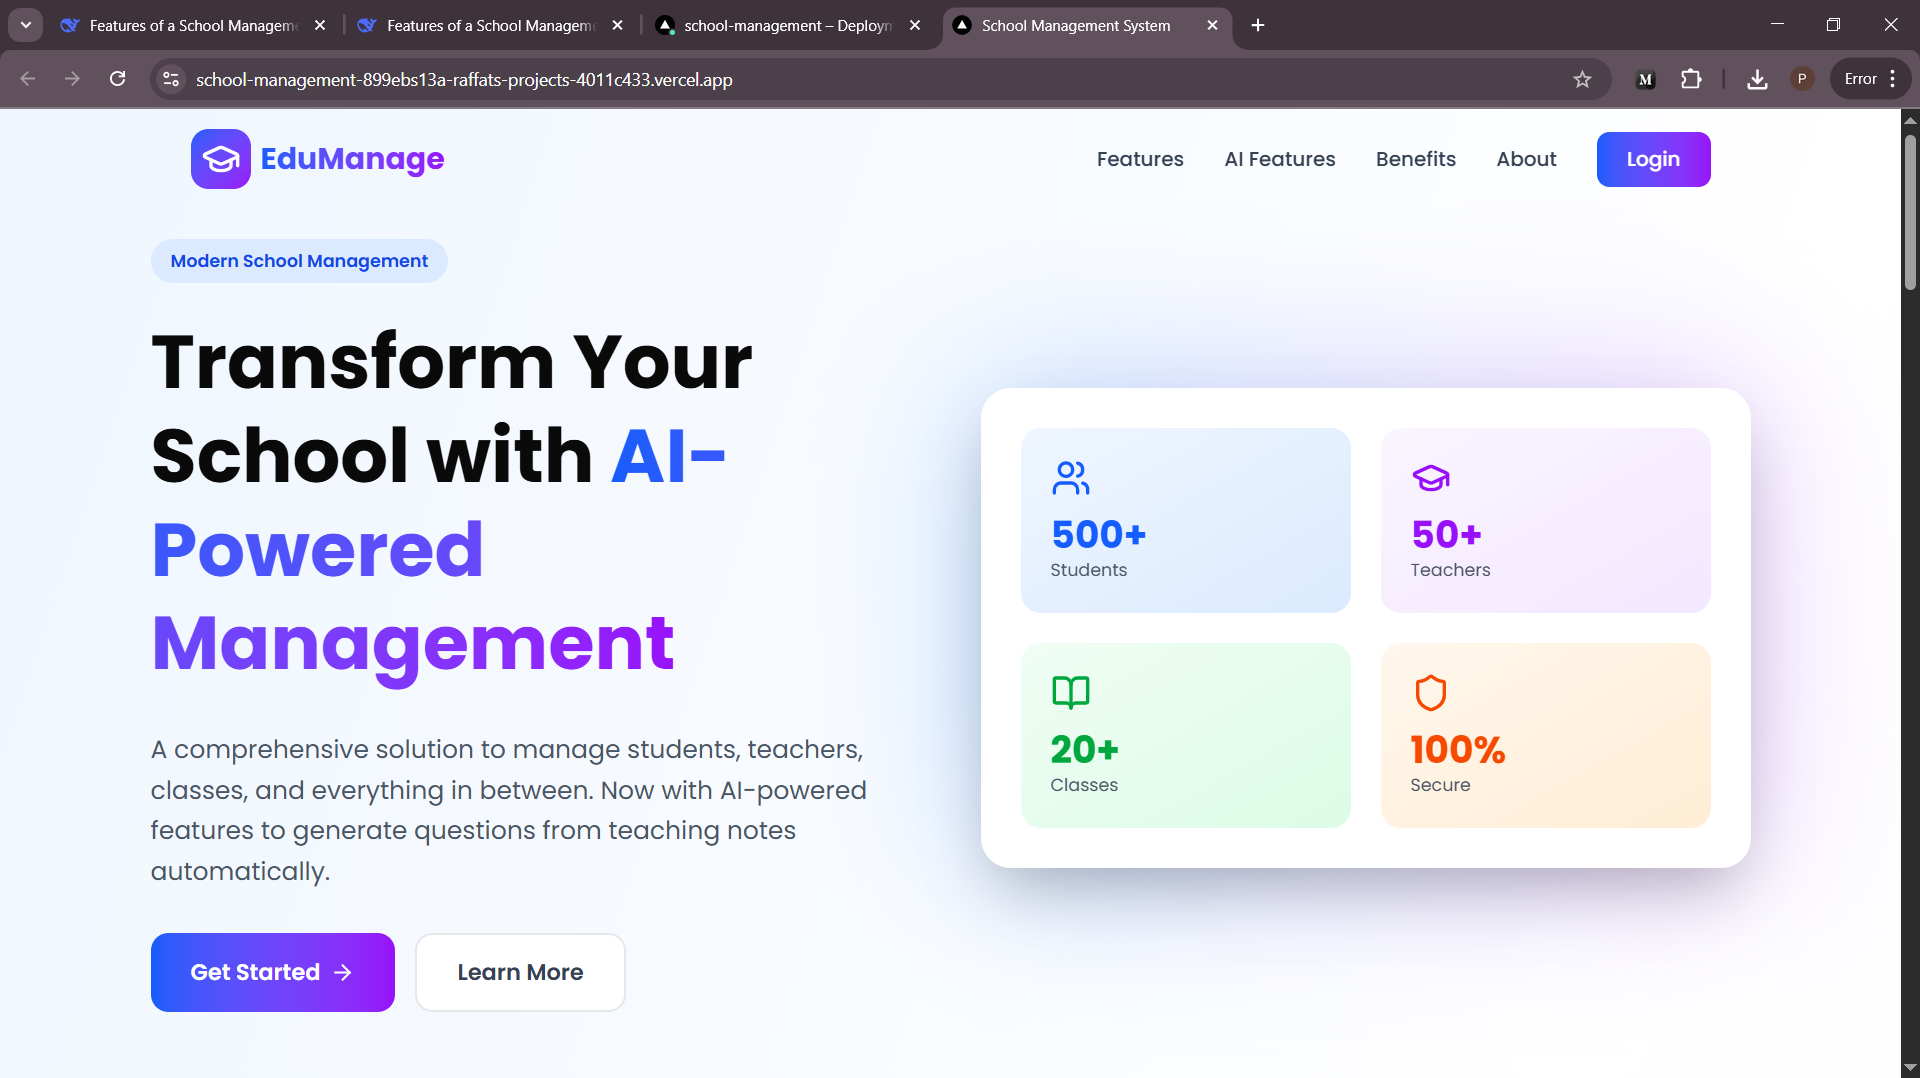 Features of a School Managem
Features of a School Managem
school-management – Deploym
School Management System
school-management-899ebs13a-raffats-projects-4011c433.vercel.app
M
P
Error
EduManage
Features
AI Features
Benefits
About
Login
Modern School Management
Transform Your
School with AI-
Powered
Management
A comprehensive solution to manage students, teachers,
classes, and everything in between. Now with AI-powered
features to generate questions from teaching notes
automatically.
Get Started →
Learn More
500+
Students
50+
Teachers
20+
Classes
100%
Secure